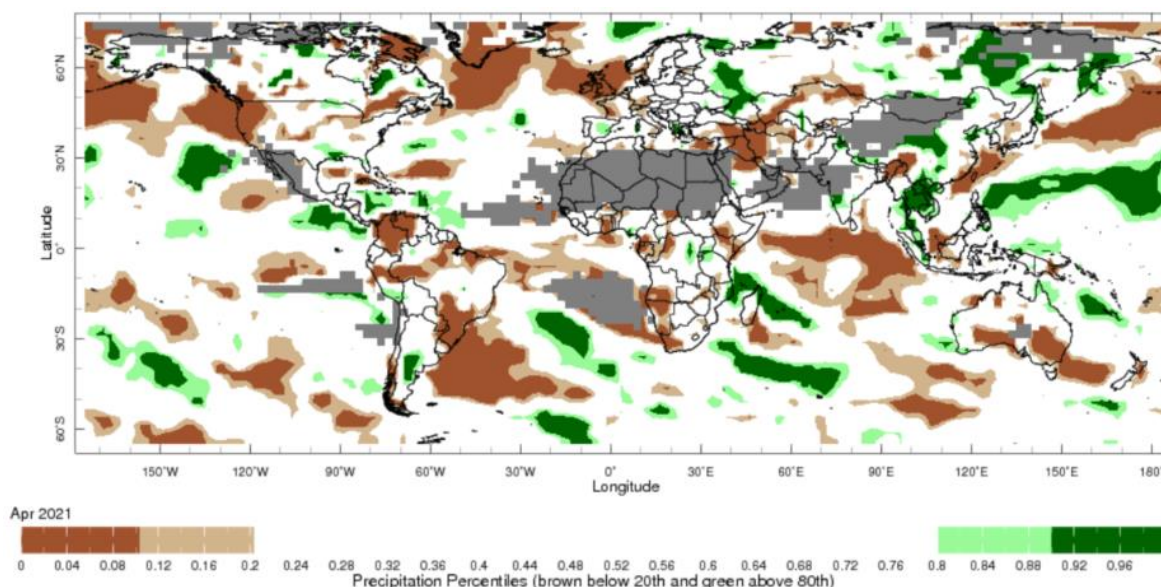 60°N
30°N
0°
30°S
60°S
Latitude
150°W 120°W 90°W 60°W 30°W 0° 30°E 60°E 90°E 120°E 150°E
Longitude
Apr 2021
0 0.04 0.08 0.12 0.16 0.2 0.24 0.28 0.32 0.36 0.4 0.44 0.48 0.52 0.56 0.6 0.64 0.68 0.72 0.76 0.8 0.84 0.88 0.92 0.96
Precipitation Percentiles (brown below 20th and green above 80th)